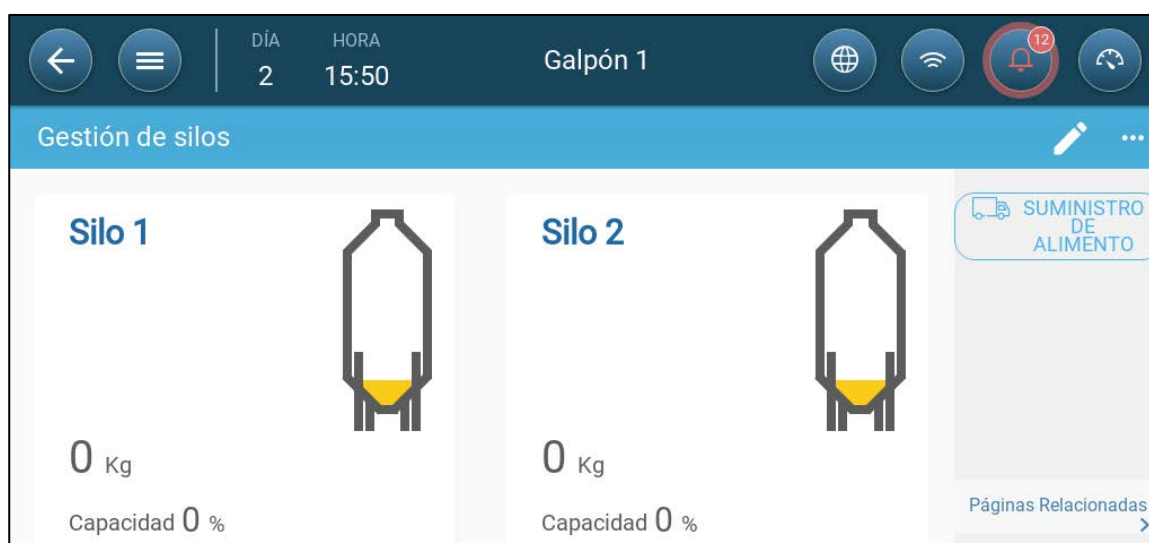 DÍA HORA
2 15:50 Galpón 1 12
Gestión de silos
Silo 1 Silo 2 SUMINISTRO
DE
ALIMENTO
0 Kg 0 Kg
Páginas Relacionadas
Capacidad 0 % Capacidad 0 %